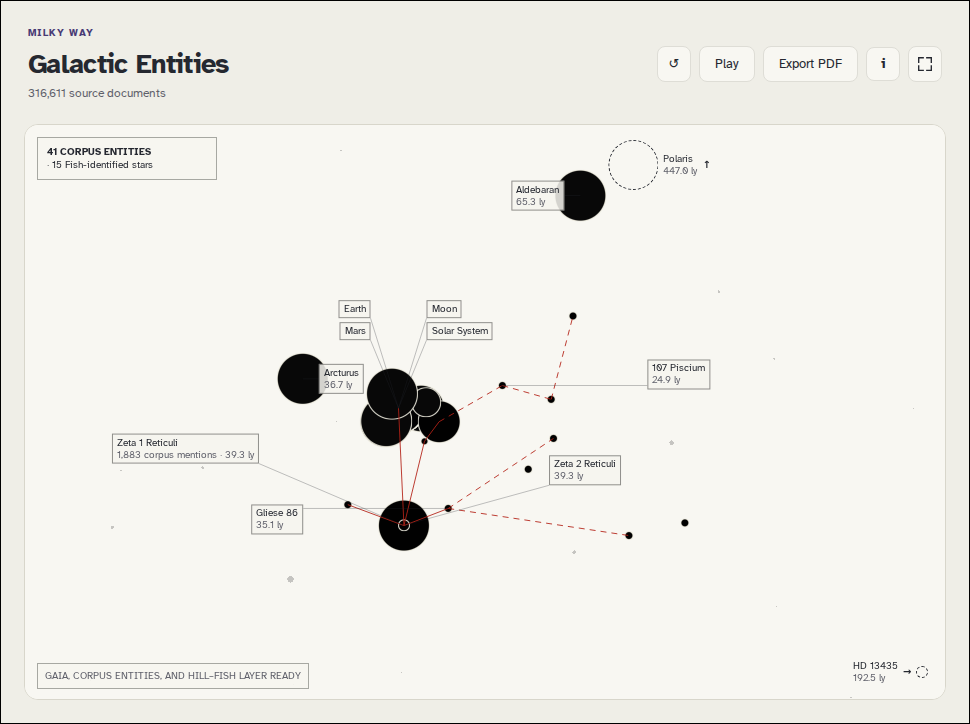 MILKY WAY
Galactic Entities
316,611 source documents
↺
Play
Export PDF
i
41 CORPUS ENTITIES
· 15 Fish-identified stars
Polaris
447.0 ly ↑
Aldebaran
65.3 ly
Earth
Moon
Mars
Solar System
Arcturus
36.7 ly
107 Piscium
24.9 ly
Zeta 1 Reticuli
1,883 corpus mentions · 39.3 ly
Zeta 2 Reticuli
39.3 ly
Gliese 86
35.1 ly
HD 13435
192.5 ly →
GAIA, CORPUS ENTITIES, AND HILL–FISH LAYER READY